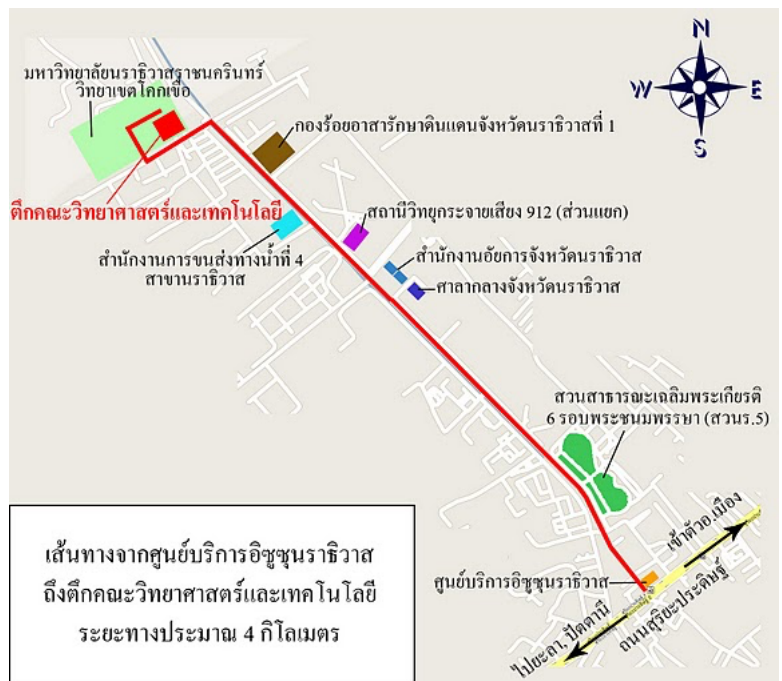 N
W
E
S
มหาวิทยาลัยนราธิวาสราชนครินทร์
วิทยาเขตโคกเขือ
กองร้อยอาสารักษาดินแดนจังหวัดนราธิวาสที่ 1
ตึกคณะวิทยาศาสตร์และเทคโนโลยี
สถานีวิทยุกระจายเสียง 912 (ส่วนแยก)
สำนักงานการขนส่งทางน้ำที่ 4
สาขานราธิวาส
สำนักงานอัยการจังหวัดนราธิวาส
ศาลากลางจังหวัดนราธิวาส
สวนสาธารณะเฉลิมพระเกียรติ
6 รอบพระชนมพรรษา (สวนร.5)
เข้าตัวอ.เมือง
ศูนย์บริการอิซูซุนราธิวาส
ถนนสุริยะประดิษฐ์
ไปยะลา, ปัตตานี
เส้นทางจากศูนย์บริการอิซูซุนราธิวาส
ถึงตึกคณะวิทยาศาสตร์และเทคโนโลยี
ระยะทางประมาณ 4 กิโลเมตร